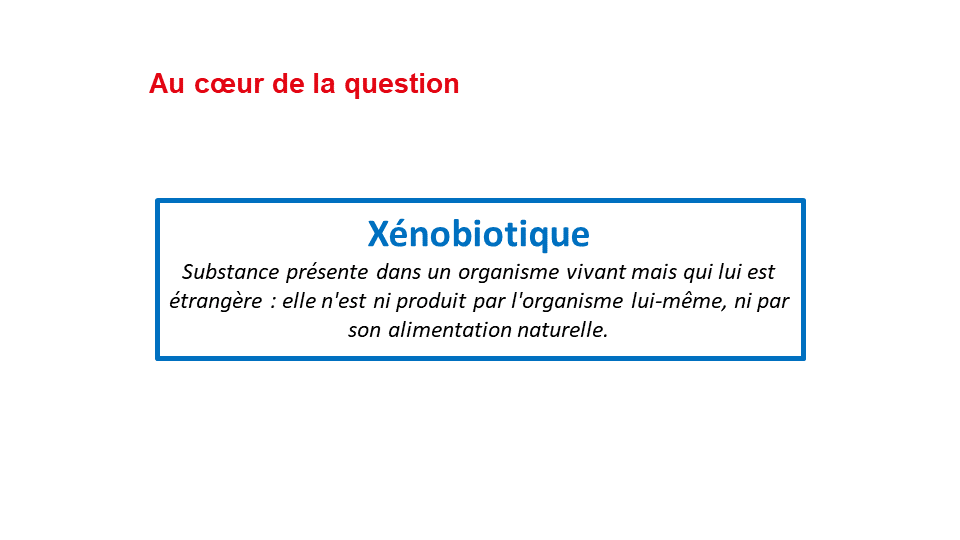 Au cœur de la question
Xénobiotique
Substance présente dans un organisme vivant mais qui lui est
étrangère : elle n'est ni produit par l'organisme lui-même, ni par
son alimentation naturelle.